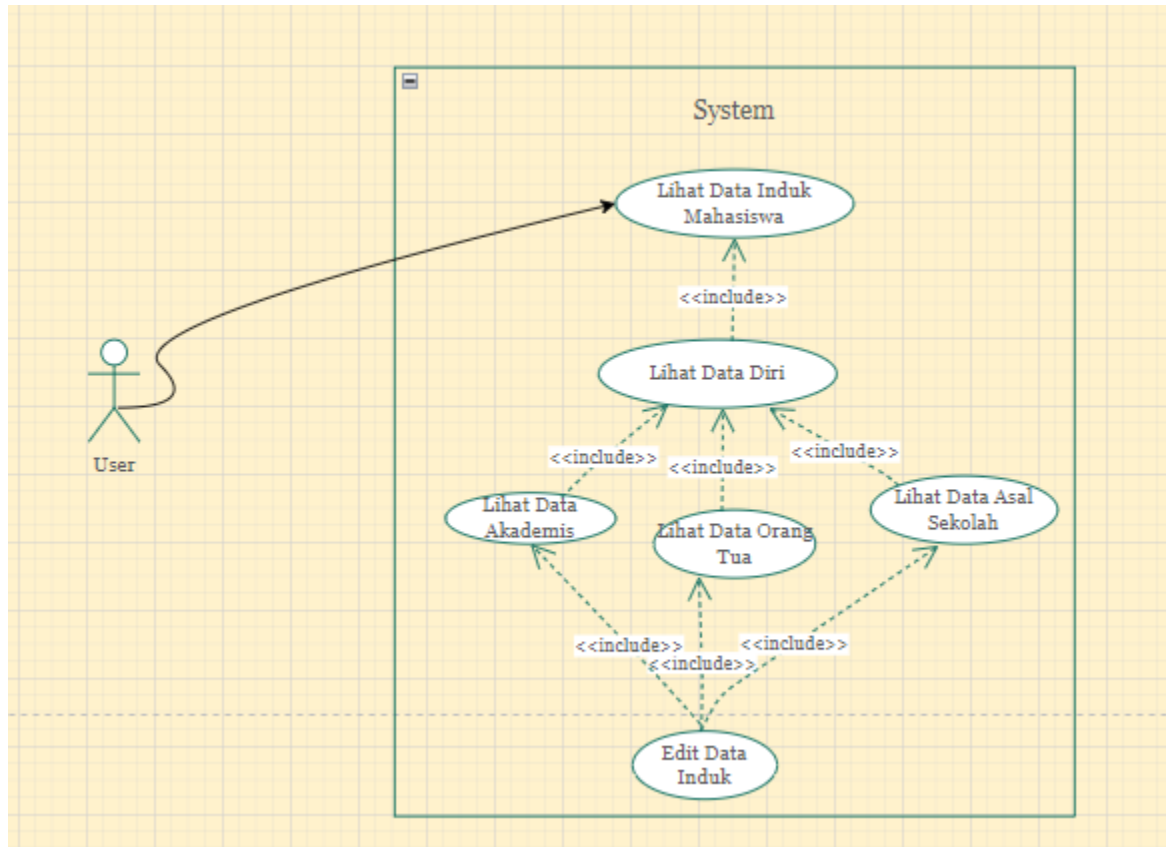 System
Lihat Data Induk
Mahasiswa
<<include>>
Lihat Data Diri
<<include>>
<<include>>
<<include>>
Lihat Data
Akademis
Lihat Data Orang
Tua
Lihat Data Asal
Sekolah
User
<<include>>
<<include>>
<<include>>
Edit Data
Induk